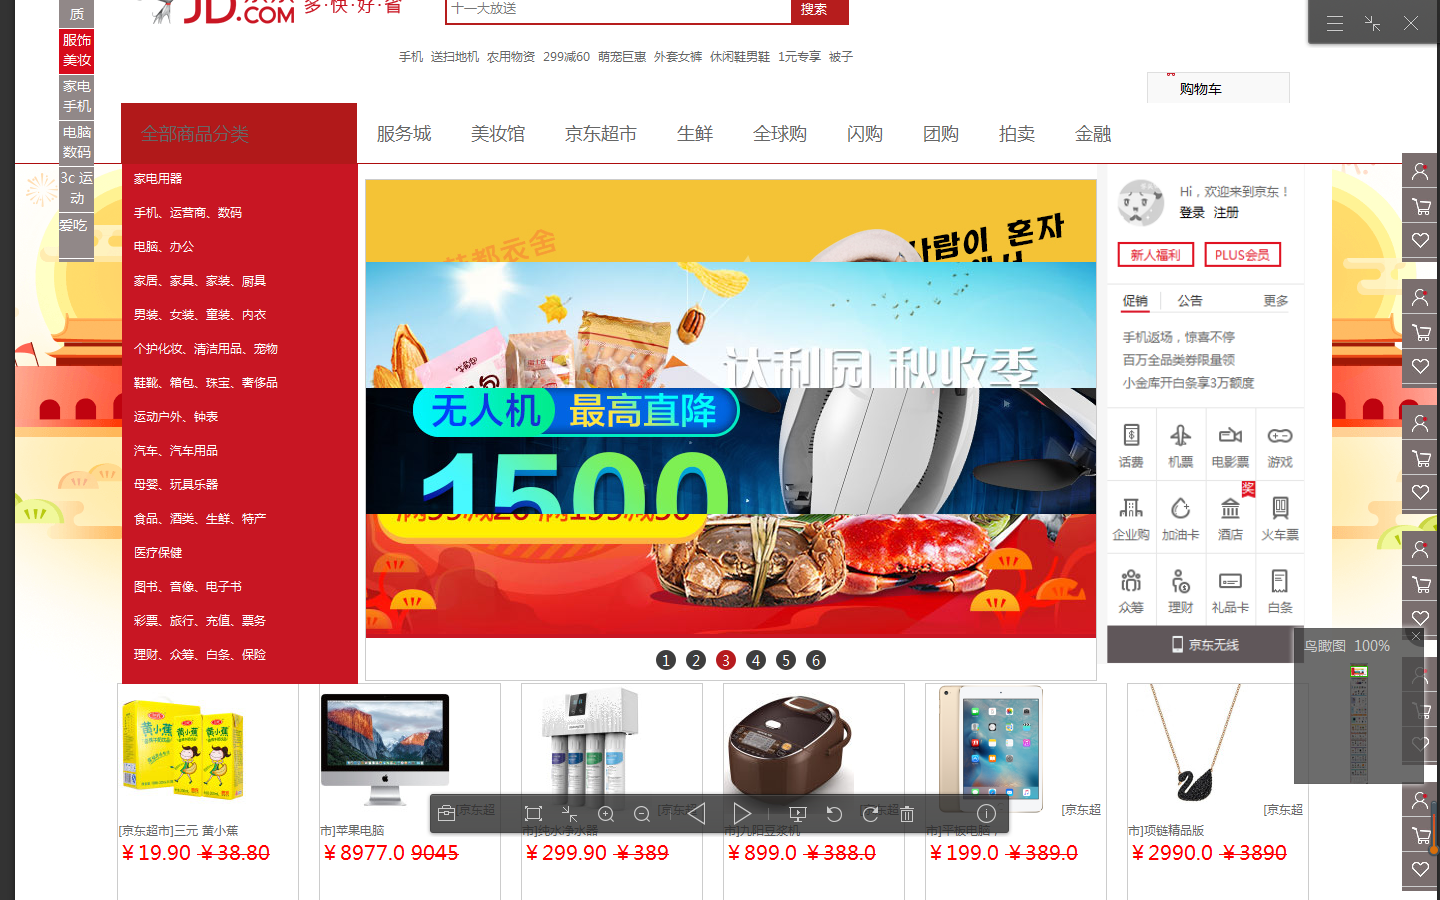 质
服饰
美妆
家电
手机
电脑
数码
3c 运
动
爱吃
JD.COM
多·快·好·省
十一大放送
搜索
手机 送扫地机 农用物资 299减60 萌宠巨惠 外套女裤 休闲鞋男鞋 1元专享 被子
购物车
全部商品分类
服务城 美妆馆 京东超市 生鲜 全球购 闪购 团购 拍卖 金融
家电用器
手机、运营商、数码
电脑、办公
家居、家具、家装、厨具
男装、女装、童装、内衣
个护化妆、清洁用品、宠物
鞋靴、箱包、珠宝、奢侈品
运动户外、钟表
汽车、汽车用品
母婴、玩具乐器
食品、酒类、生鲜、特产
医疗保健
图书、音像、电子书
彩票、旅行、充值、票务
理财、众筹、白条、保险
都衣舍
사람이 혼자
에서
达利园 秋收季
无人机 最高直降
1500
1 2 3 4 5 6
Hi，欢迎来到京东！
登录 注册
新人福利 PLUS会员
促销 公告 更多
手机返场，惊喜不停
百万全品类券限量领
小金库开白条享3万额度
话费 机票 电影票 游戏
奖
企业购 加油卡 酒店 火车票
众筹 理财 礼品卡 白条
京东无线
鸟瞰图 100%
黄小蕉
黄小蕉
[京东超市]三元 黄小蕉
￥19.90 ￥38.80
[京东超
市]苹果电脑
￥8977.0 9045
[京东超
市]纯水净水器
￥299.90 ￥389
[京东超
市]九阳豆浆机
￥899.0 ￥388.0
[京东超
市]平板电脑，
￥199.0 ￥389.0
[京东超
市]项链精品版
￥2990.0 ￥3890